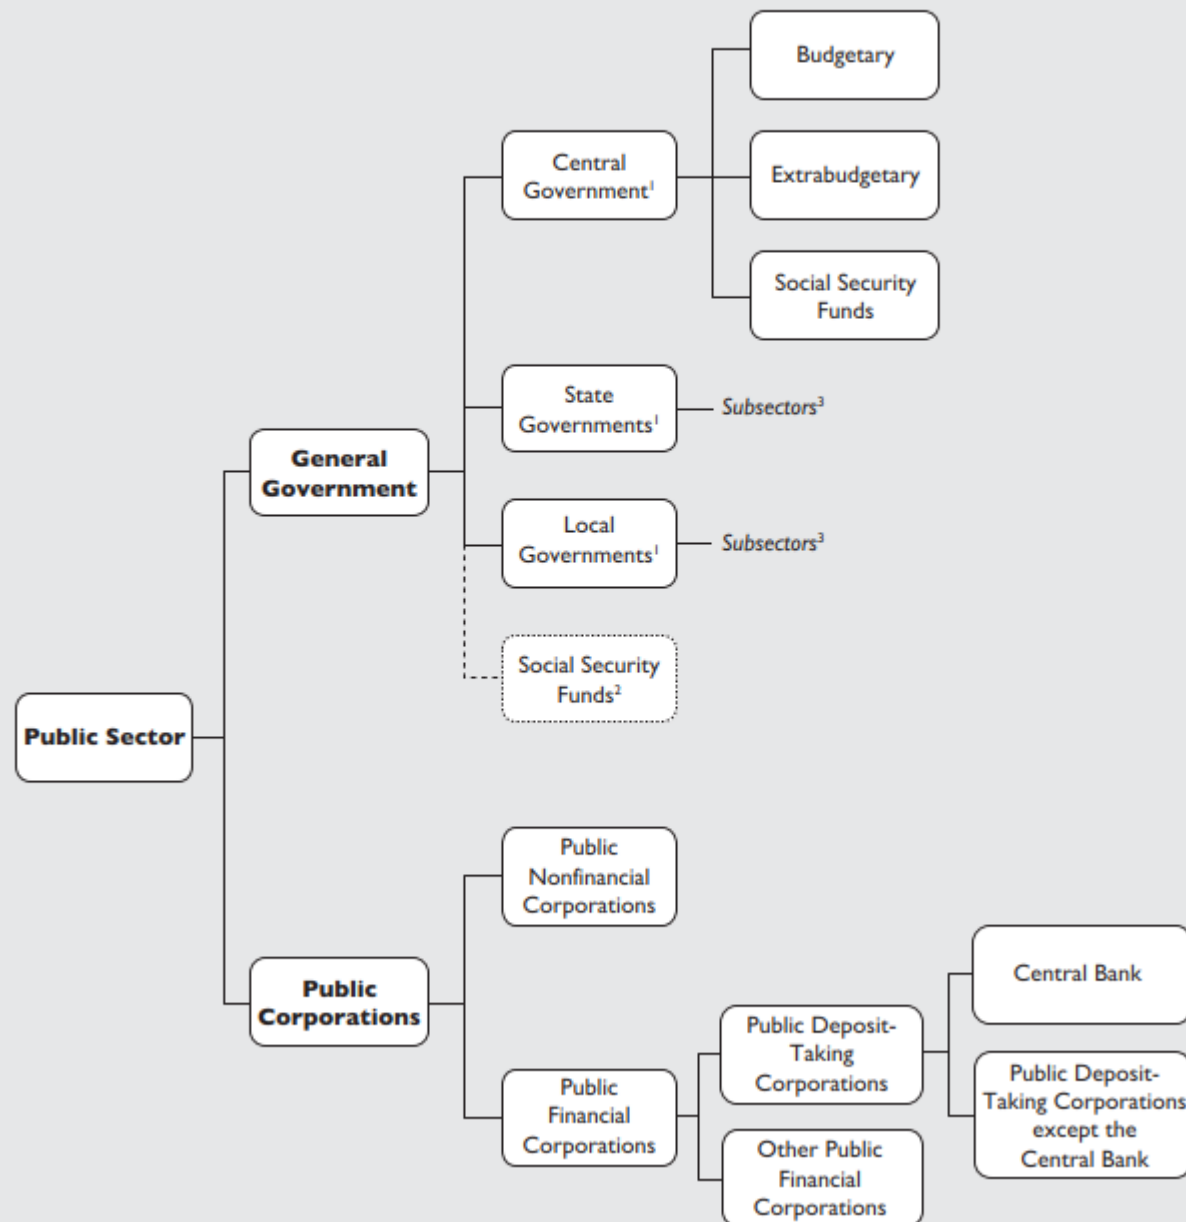 Budgetary
Central
Government¹
Extrabudgetary
Social Security
Funds
State
Governments¹
Subsectors³
General
Government
Local
Governments¹
Subsectors³
Social Security
Funds²
Public Sector
Public
Nonfinancial
Corporations
Public
Corporations
Central Bank
Public Deposit-
Taking
Corporations
Public
Financial
Corporations
Public Deposit-
Taking Corporations
except the
Central Bank
Other Public
Financial
Corporations